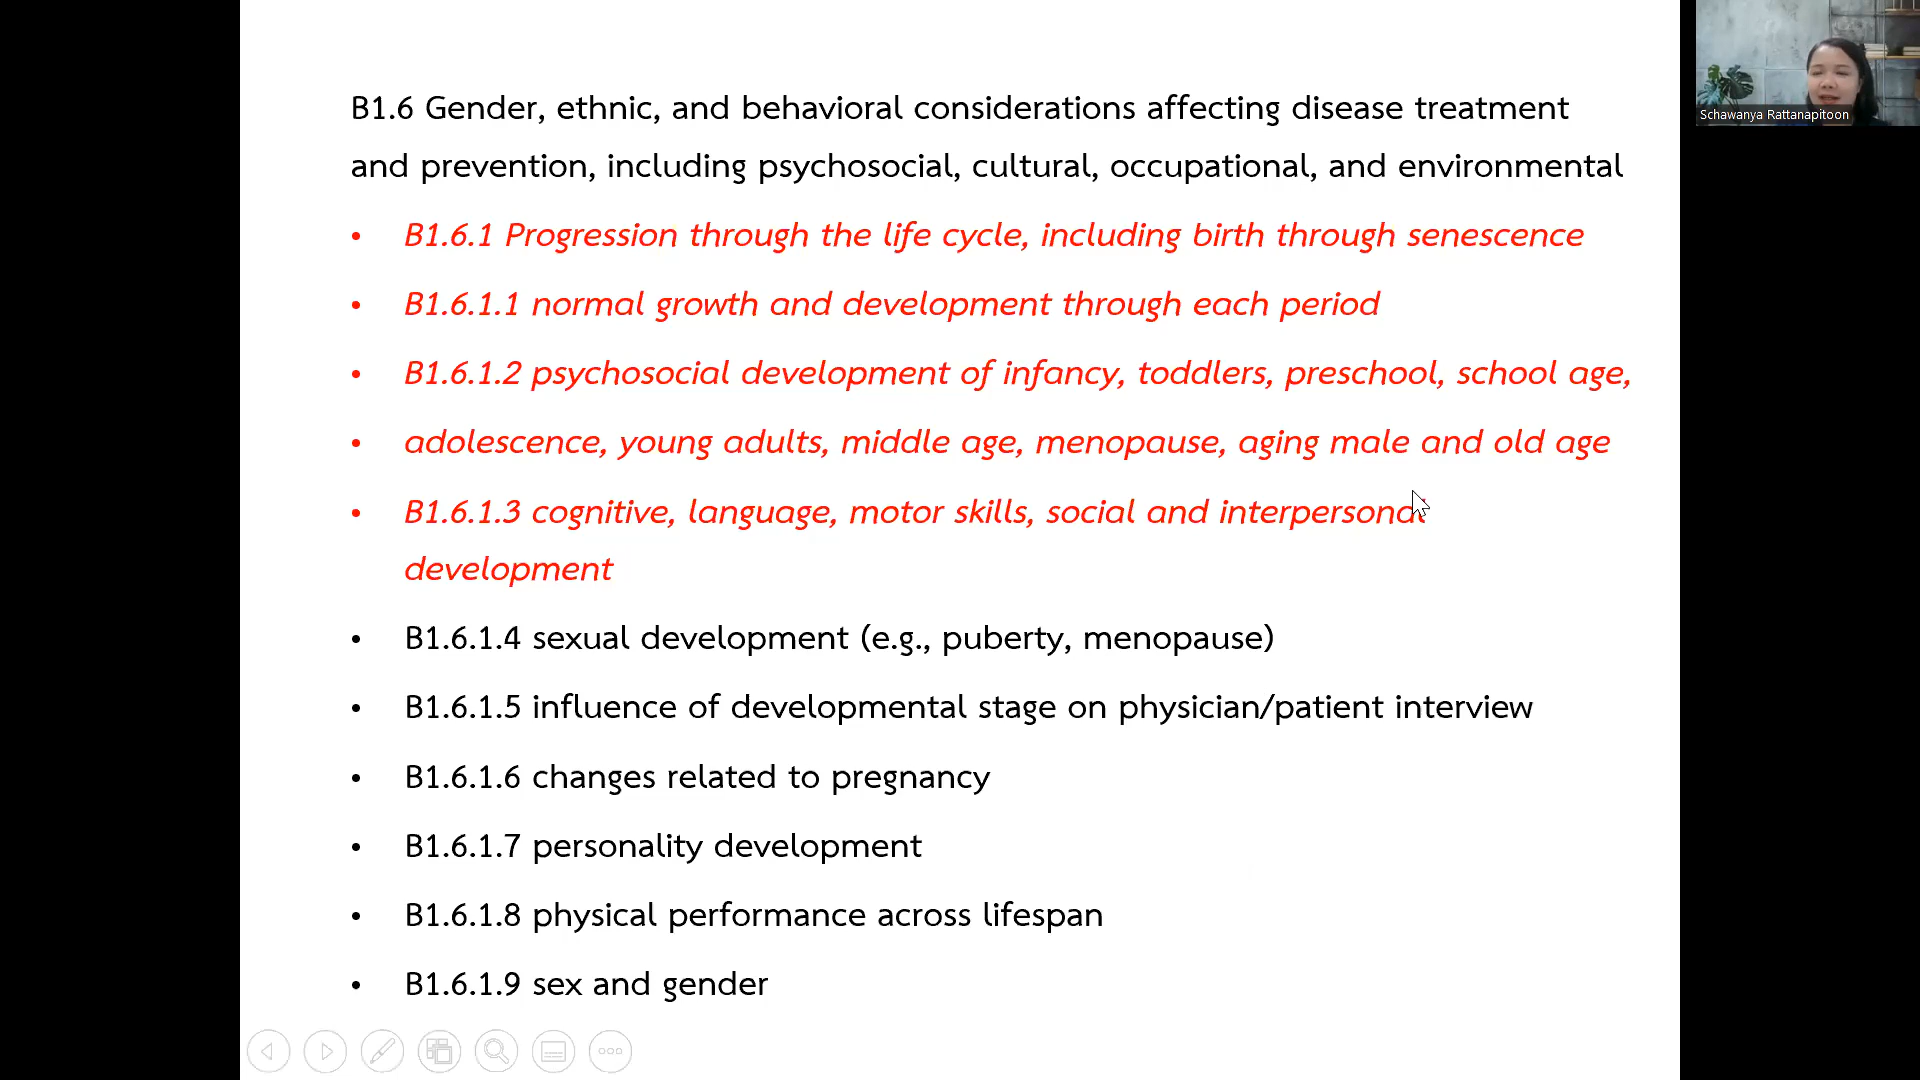 B1.6 Gender, ethnic, and behavioral considerations affecting disease treatment
and prevention, including psychosocial, cultural, occupational, and environmental
• B1.6.1 Progression through the life cycle, including birth through senescence
• B1.6.1.1 normal growth and development through each period
• B1.6.1.2 psychosocial development of infancy, toddlers, preschool, school age,
• adolescence, young adults, middle age, menopause, aging male and old age
• B1.6.1.3 cognitive, language, motor skills, social and interpersonal
development
• B1.6.1.4 sexual development (e.g., puberty, menopause)
• B1.6.1.5 influence of developmental stage on physician/patient interview
• B1.6.1.6 changes related to pregnancy
• B1.6.1.7 personality development
• B1.6.1.8 physical performance across lifespan
• B1.6.1.9 sex and gender
Schawanya Rattanapitoon